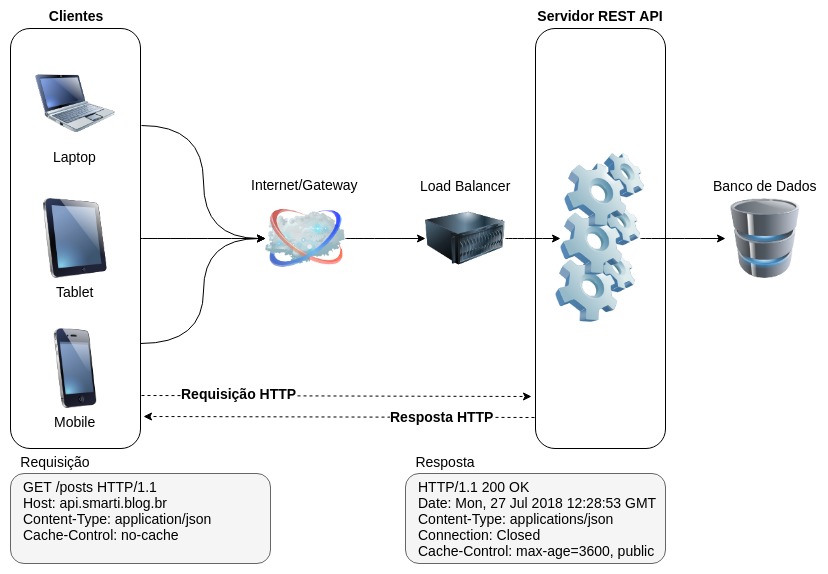 Clientes
Servidor REST API
Laptop
Internet/Gateway
Load Balancer
Banco de Dados
Tablet
Mobile
Requisição HTTP
Resposta HTTP
Requisição
GET /posts HTTP/1.1
Host: api.smarti.blog.br
Content-Type: application/json
Cache-Control: no-cache
Resposta
HTTP/1.1 200 OK
Date: Mon, 27 Jul 2018 12:28:53 GMT
Content-Type: applications/json
Connection: Closed
Cache-Control: max-age=3600, public